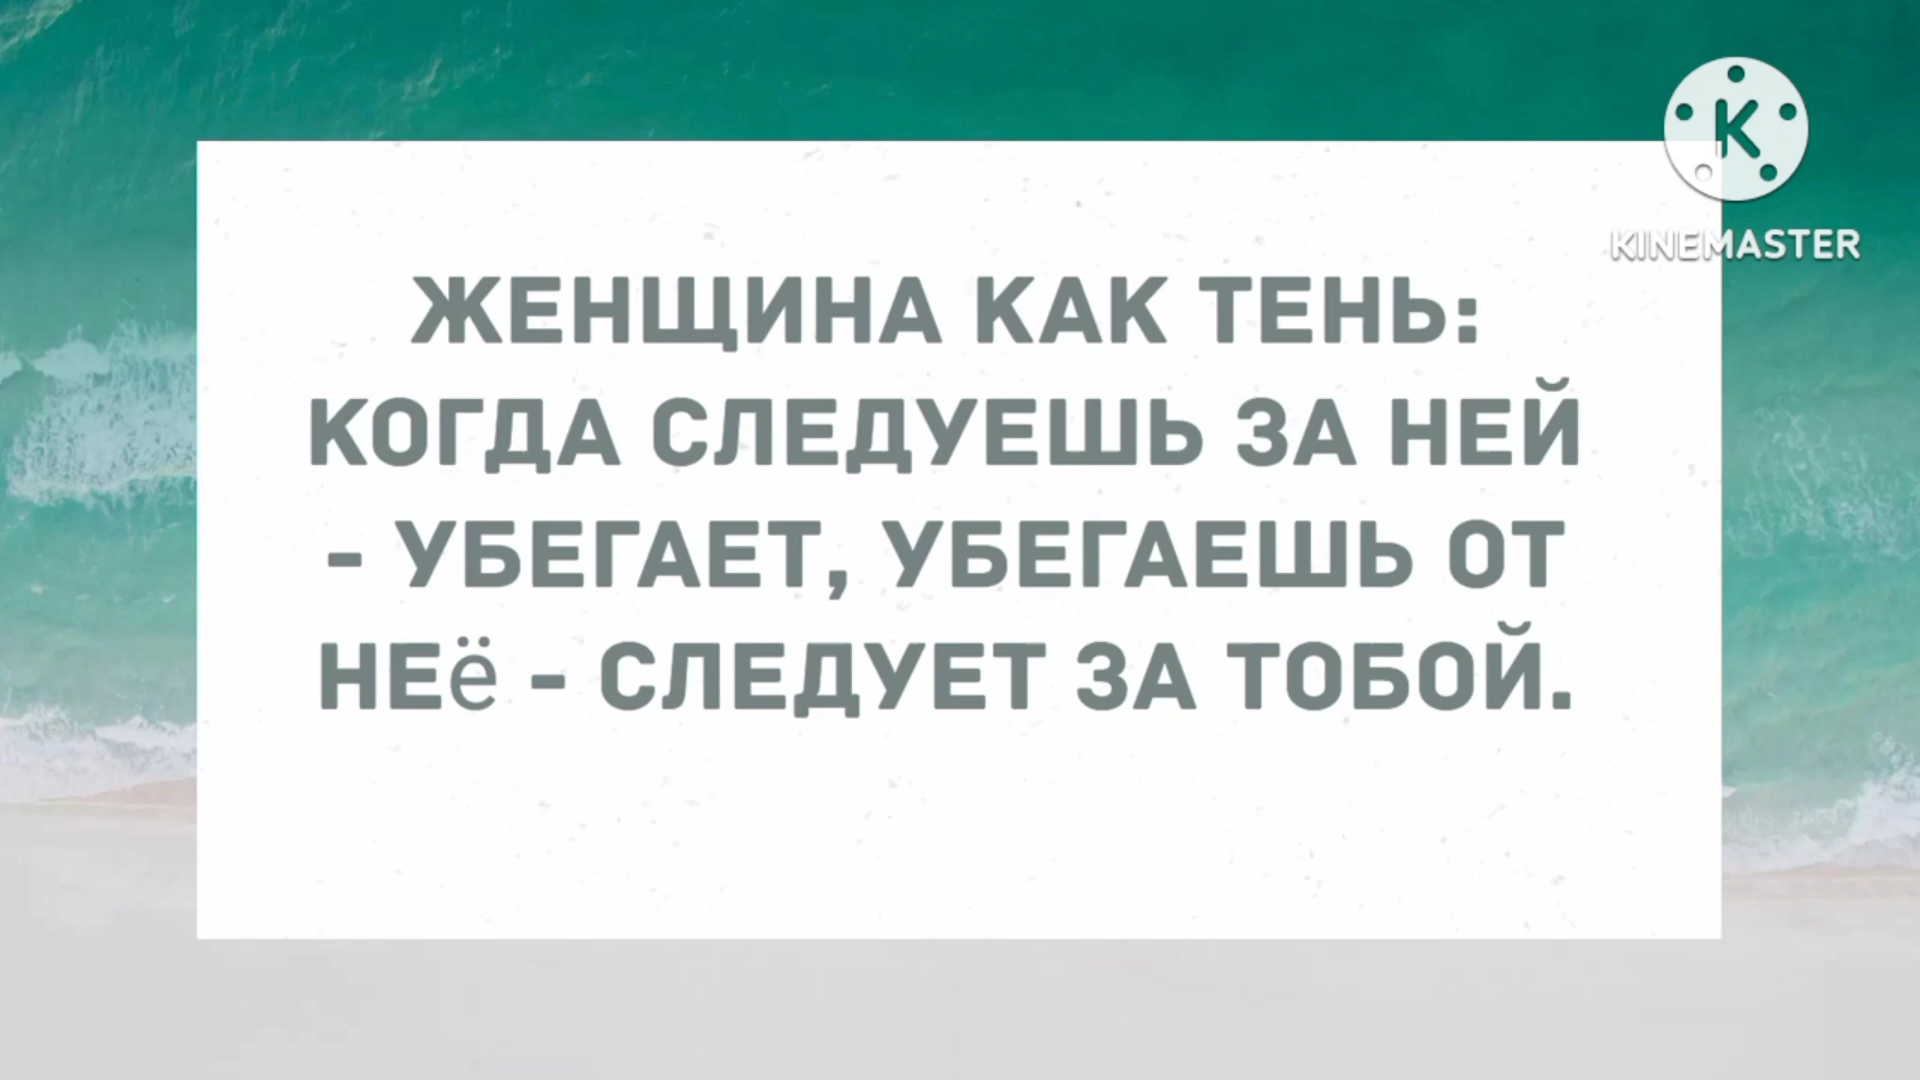 ЖЕНЩИНА КАК ТЕНЬ:
КОГДА СЛЕДУЕШЬ ЗА НЕЙ
- УБЕГАЕТ, УБЕГАЕШЬ ОТ
НЕё - СЛЕДУЕТ ЗА ТОБОЙ.
K
KINEMASTER